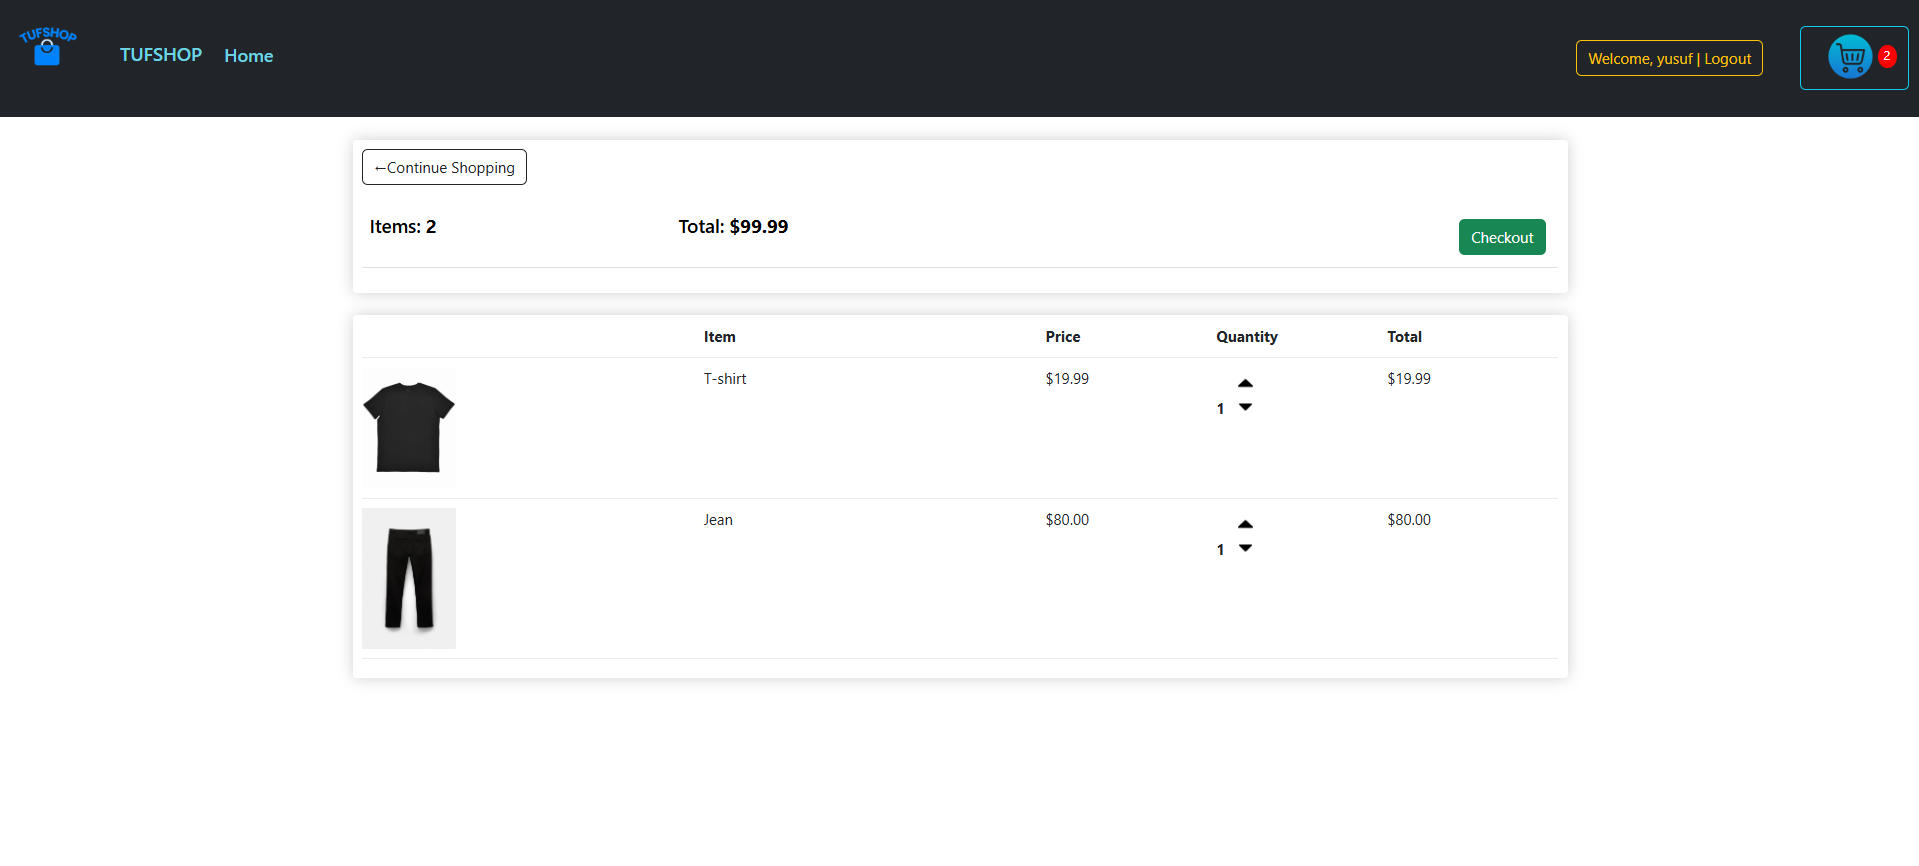 TUFSHOP
TUFSHOP Home
Welcome, yusuf | Logout
2
←Continue Shopping
Items: 2 Total: $99.99 Checkout
Item Price Quantity Total
T-shirt $19.99 1 $19.99
Jean $80.00 1 $80.00